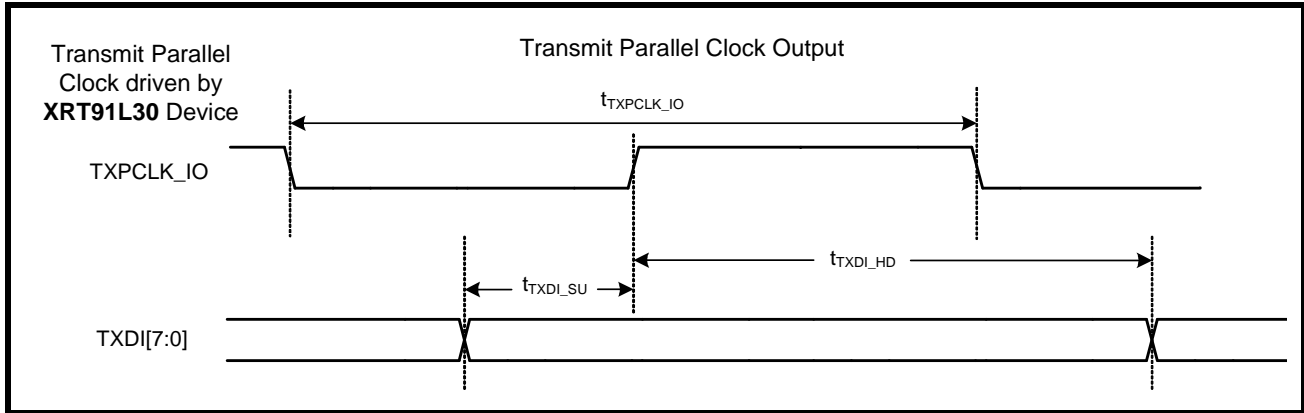 Transmit Parallel
Clock driven by
XRT91L30 Device
Transmit Parallel Clock Output
tTXPCLK_IO
TXPCLK_IO
tTXDI_HD
tTXDI_SU
TXDI[7:0]